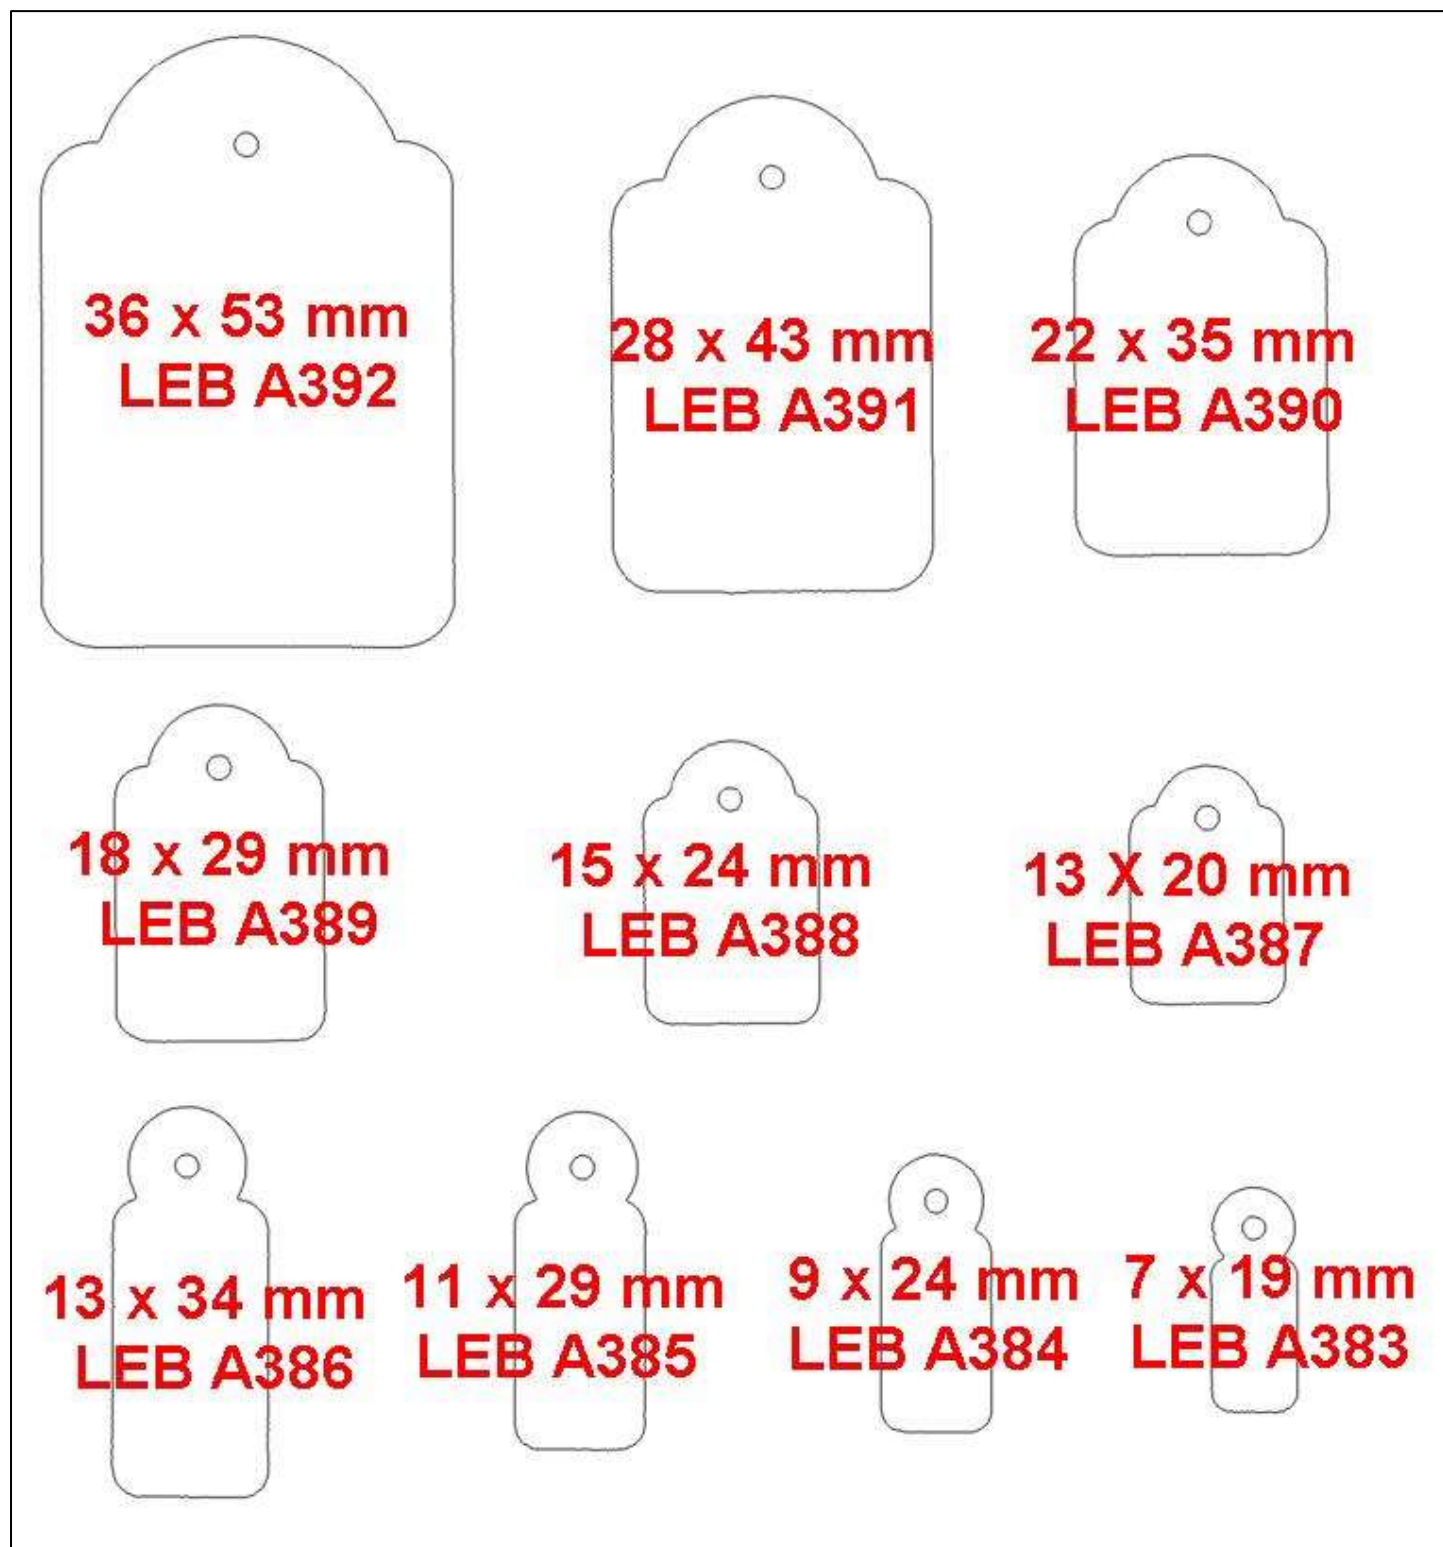 36 x 53 mm
LEB A392
28 x 43 mm
LEB A391
22 x 35 mm
LEB A390
18 x 29 mm
LEB A389
15 x 24 mm
LEB A388
13 X 20 mm
LEB A387
13 x 34 mm
LEB A386
11 x 29 mm
LEB A385
9 x 24 mm
LEB A384
7 x 19 mm
LEB A383